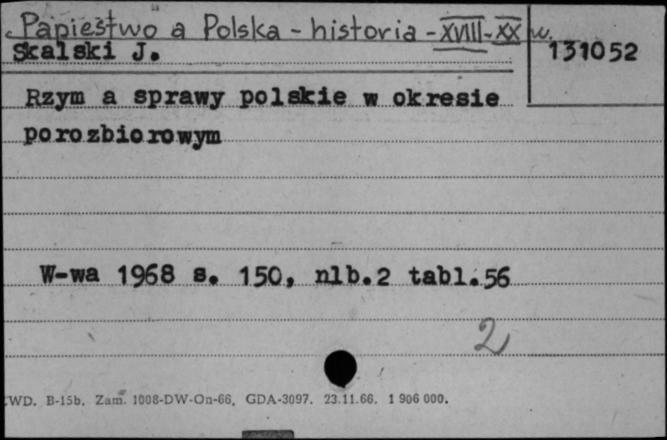 Papiestwo a Polska - historia - XVIII-XX w.
Skalski J.
131052
Rzym a sprawy polskie w okresie
porozbiorowym
W-wa 1968 s. 150, nlb.2 tabl.56
2
WD. B-15b. Zam. 1008-DW-On-66. GDA-3097. 23.11.66. 1 906 000.